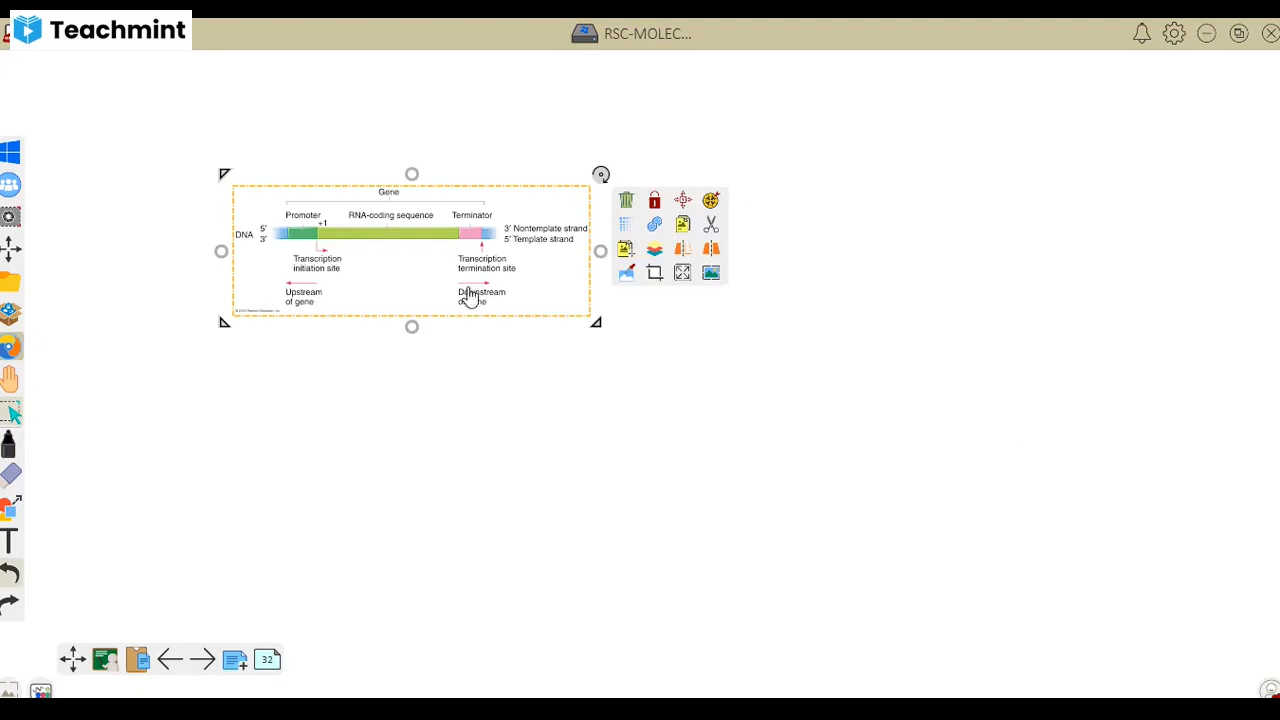 Teachmint
RSC-MOLEC...
Gene
Promoter
RNA-coding sequence
Terminator
+1
DNA
5′
3′
3′ Nontemplate strand
5′ Template strand
Transcription
initiation site
Transcription
termination site
Upstream
of gene
Downstream
32
T